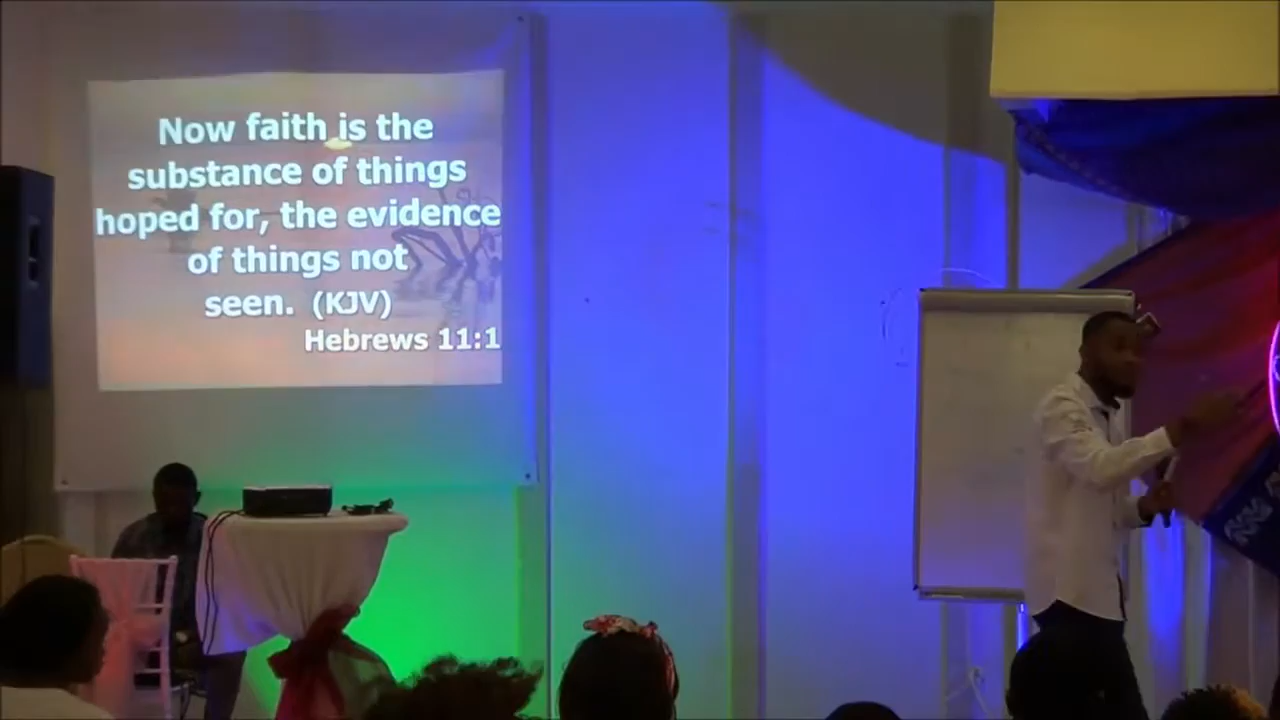 Now faith is the
substance of things
hoped for, the evidence
of things not
seen. (KJV)
Hebrews 11:1